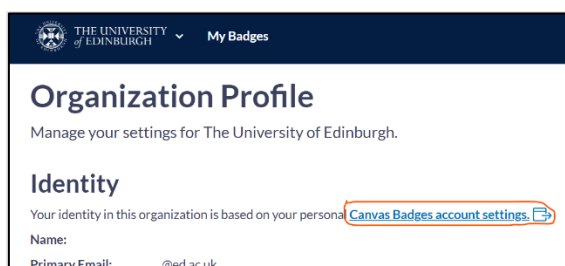 THE UNIVERSITY
of EDINBURGH
My Badges
Organization Profile
Manage your settings for The University of Edinburgh.
Identity
Your identity in this organization is based on your personal Canvas Badges account settings.
Name:
Primary Email: @ed.ac.uk